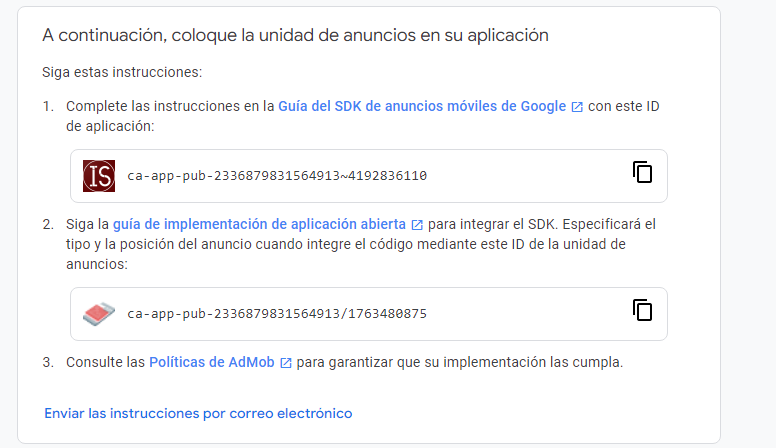 A continuación, coloque la unidad de anuncios en su aplicación
Siga estas instrucciones:
1. Complete las instrucciones en la Guía del SDK de anuncios móviles de Google con este ID
de aplicación:
IS ca-app-pub-2336879831564913~4192836110
2. Siga la guía de implementación de aplicación abierta para integrar el SDK. Especificará el
tipo y la posición del anuncio cuando integre el código mediante este ID de la unidad de
anuncios:
ca-app-pub-2336879831564913/1763480875
3. Consulte las Políticas de AdMob para garantizar que su implementación las cumpla.
Enviar las instrucciones por correo electrónico